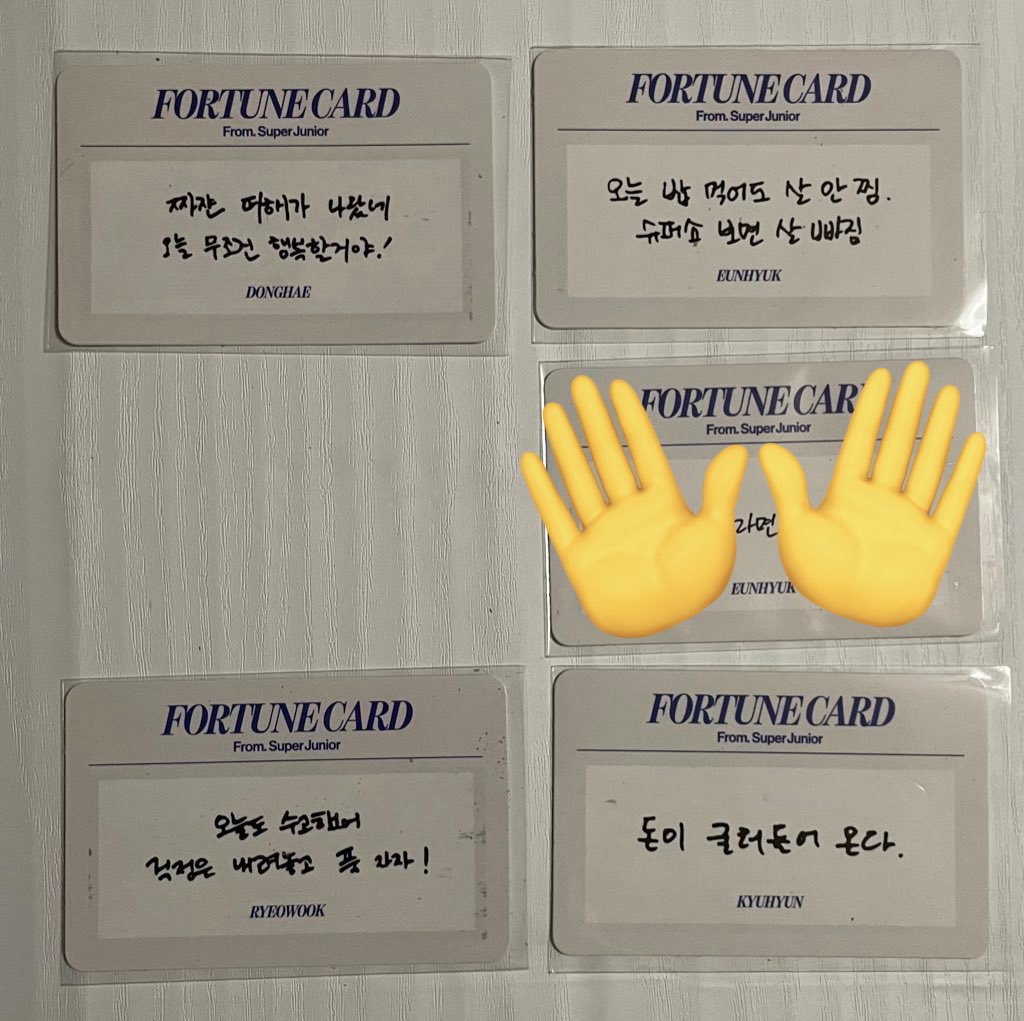 FORTUNE CARD
From. Super Junior
짜잔 떠해가 나왔네
오늘 무조건 행복할거야!
DONGHAE
FORTUNE CARD
From. Super Junior
오늘 밥 먹어도 살 안 찜.
슈퍼쇼 보면 살 빠짐
EUNHYUK
FORTUNE CAR
From. Super Junior
라면
EUNHYUK
FORTUNE CARD
From. Super Junior
오늘도 수고했어
걱정은 내려놓고 푹 자자!
RYEOWOOK
FORTUNE CARD
From. Super Junior
돈이 굴러들어 온다.
KYUHYUN